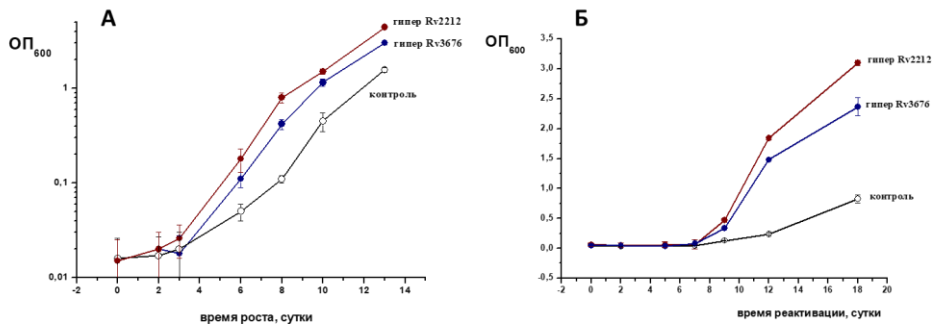 А
ОП600
1
0,1
0,01
-2 0 2 4 6 8 10 12 14
время роста, сутки
гипер Rv2212
гипер Rv3676
контроль
Б
ОП600
3,5
3,0
2,5
2,0
1,5
1,0
0,5
0,0
-0,5
-2 0 2 4 6 8 10 12 14 16 18 20
время реактивации, сутки
гипер Rv2212
гипер Rv3676
контроль